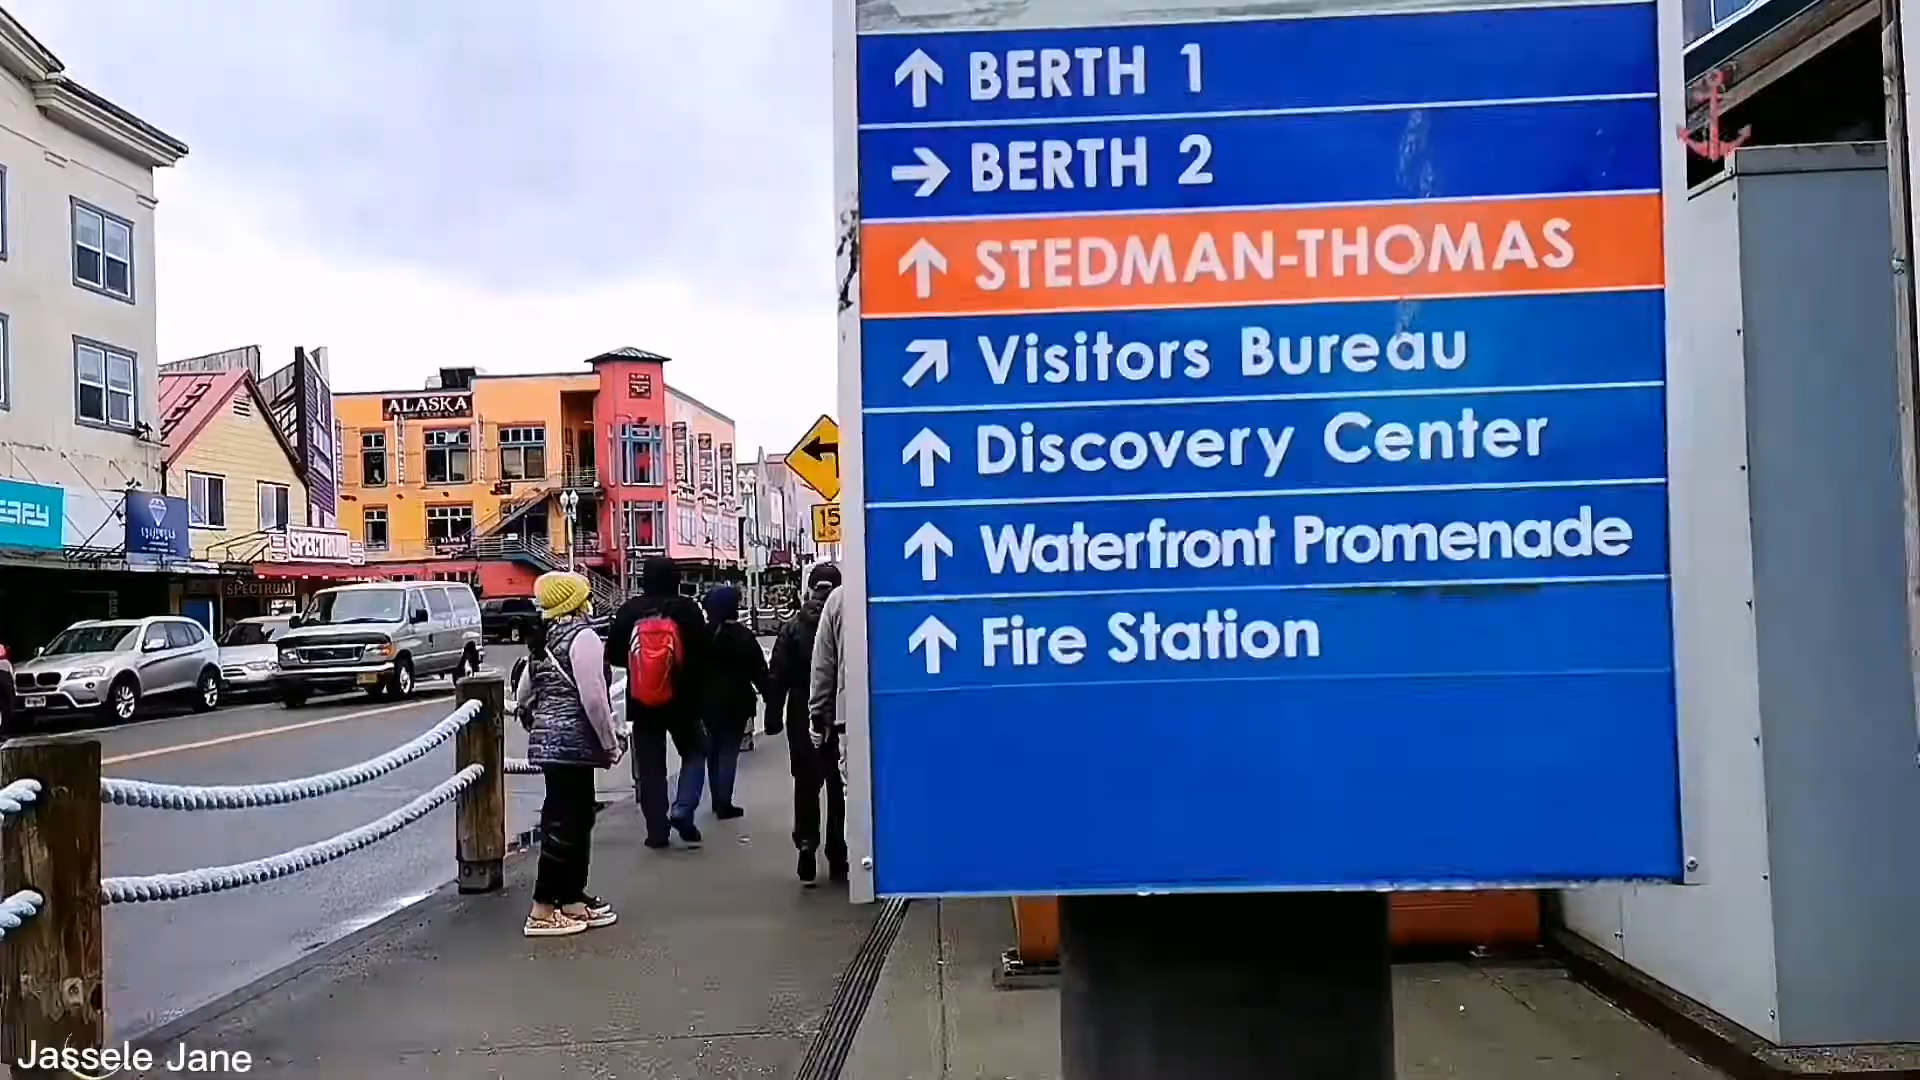 BERTH 1
BERTH 2
STEDMAN-THOMAS
Visitors Bureau
Discovery Center
Waterfront Promenade
Fire Station
ALASKA
15
SPECTRUM
SPECTRUM
Jassele Jane